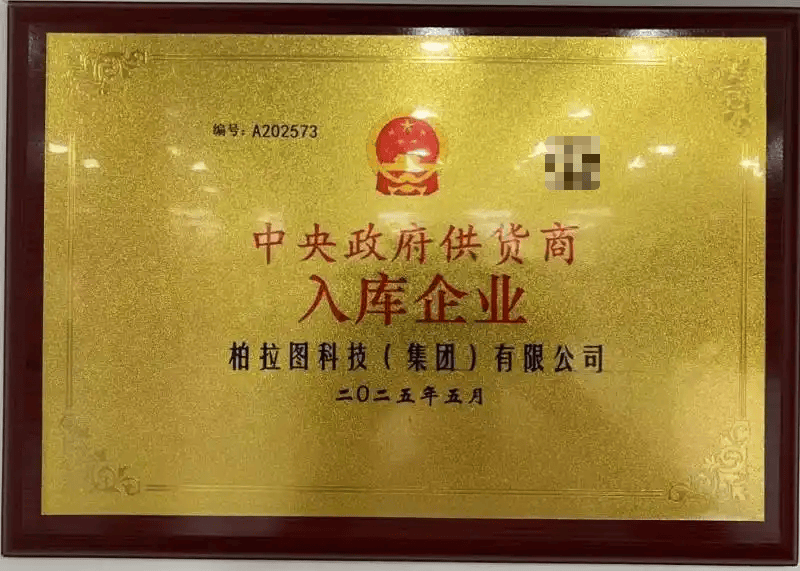 编号：A202573
中央政府供货商
入库企业
柏拉图科技（集团）有限公司
二〇二五年五月